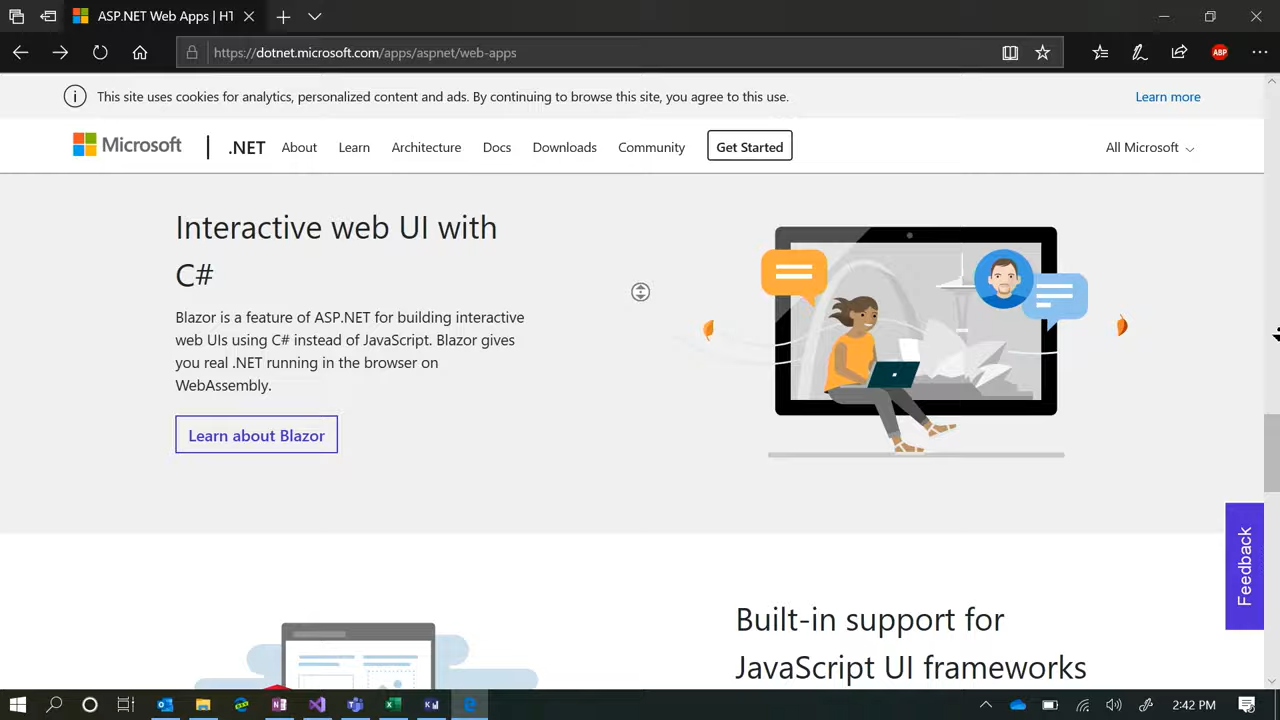 ASP.NET Web Apps | HT
https://dotnet.microsoft.com/apps/aspnet/web-apps
ABP
This site uses cookies for analytics, personalized content and ads. By continuing to browse this site, you agree to this use.
Learn more
Microsoft
.NET
About
Learn
Architecture
Docs
Downloads
Community
Get Started
All Microsoft
Interactive web UI with
C#
Blazor is a feature of ASP.NET for building interactive
web UIs using C# instead of JavaScript. Blazor gives
you real .NET running in the browser on
WebAssembly.
Learn about Blazor
Feedback
Built-in support for
JavaScript UI frameworks
2:42 PM